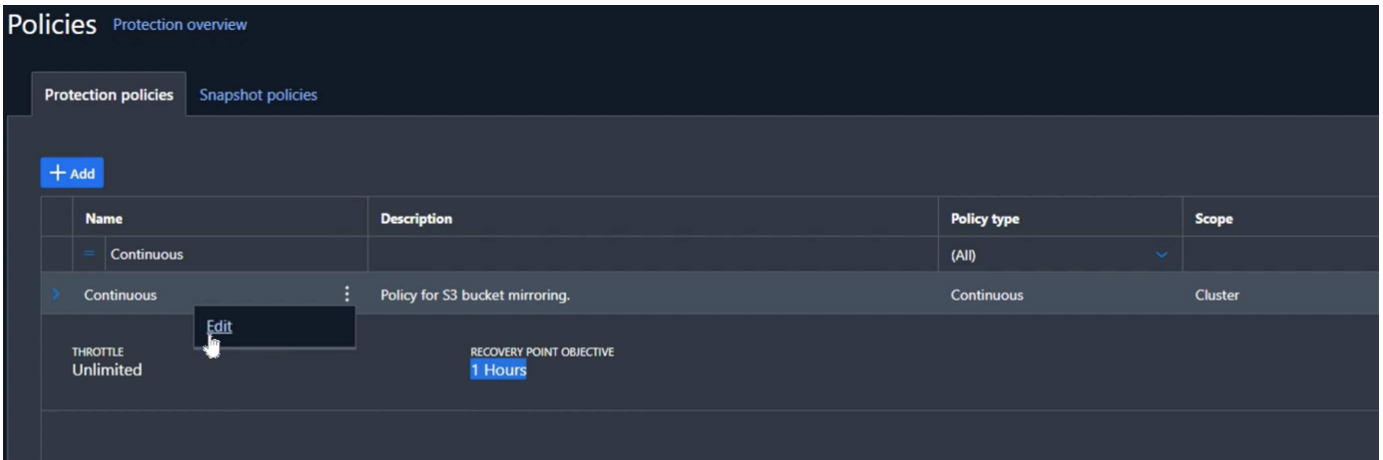 Policies Protection overview
Protection policies Snapshot policies
+ Add
Name Description Policy type Scope
= Continuous (All)
Continuous Policy for S3 bucket mirroring. Continuous Cluster
Edit
THROTTLE RECOVERY POINT OBJECTIVE
Unlimited 1 Hours